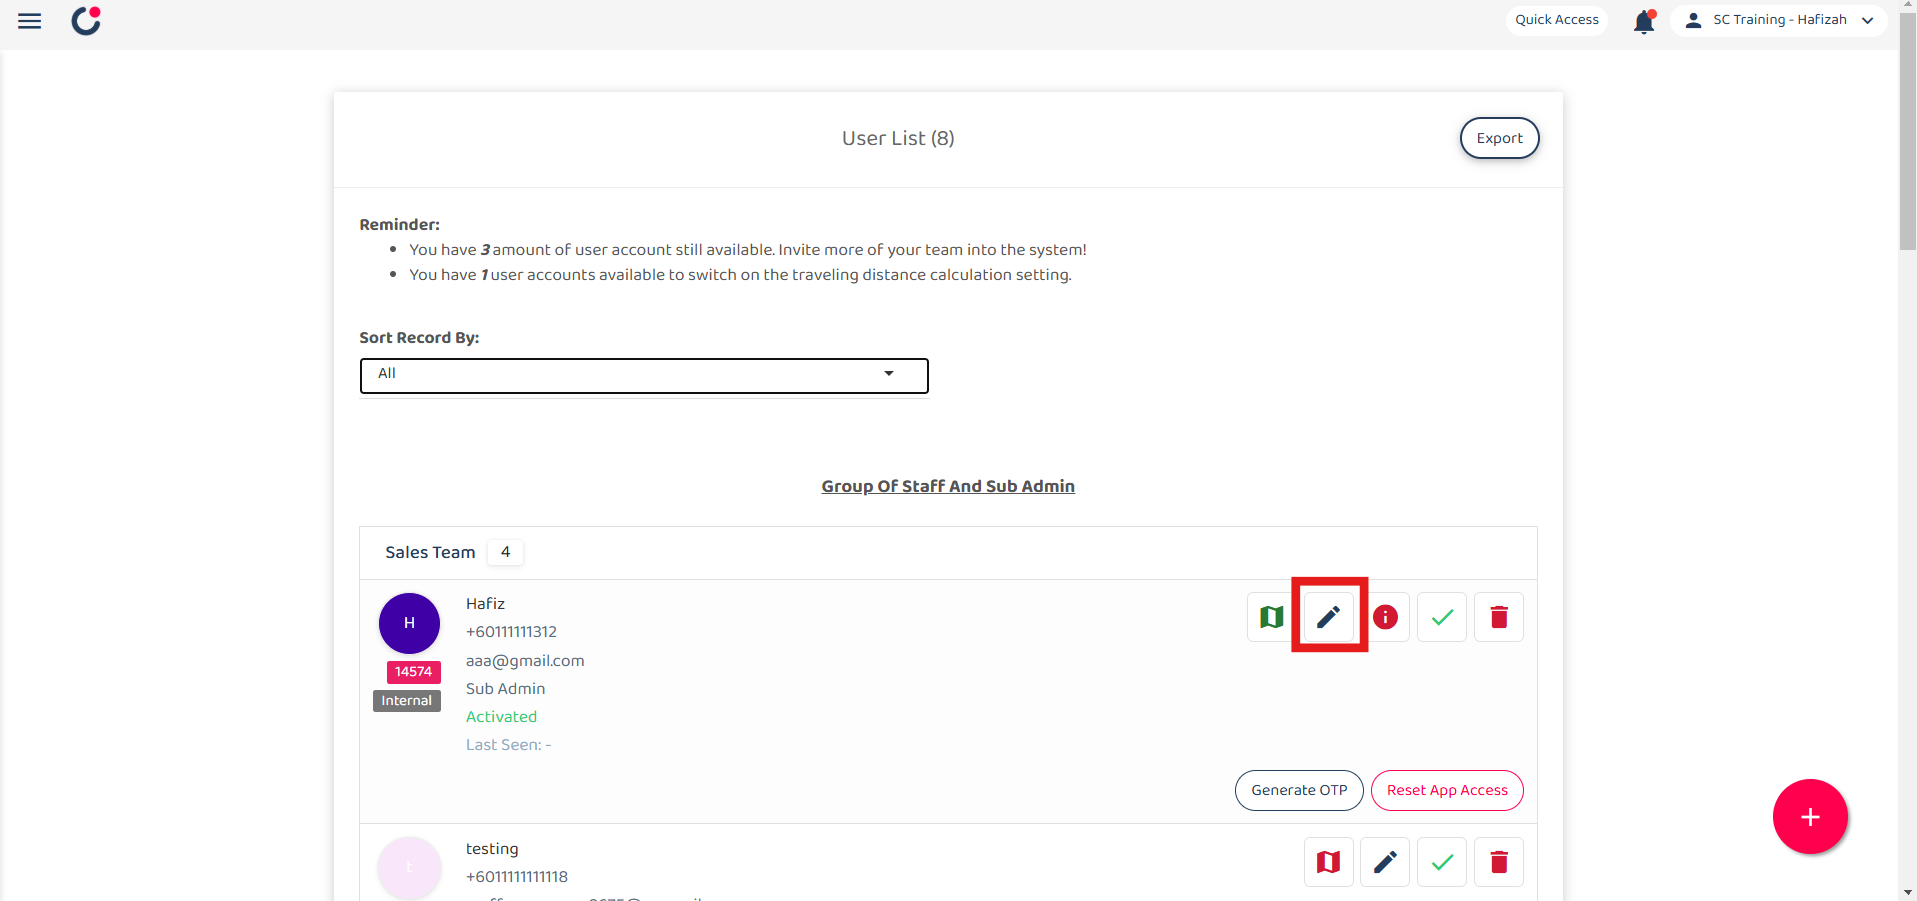 Quick Access
SC Training - Hafizah
User List (8)
Export
Reminder:
You have 3 amount of user account still available. Invite more of your team into the system!
You have 1 user accounts available to switch on the traveling distance calculation setting.
Sort Record By:
All
Group Of Staff And Sub Admin
Sales Team 4
H
14574
Internal
Hafiz
+60111111312
aaa@gmail.com
Sub Admin
Activated
Last Seen: -
Generate OTP
Reset App Access
t
testing
+6011111111118